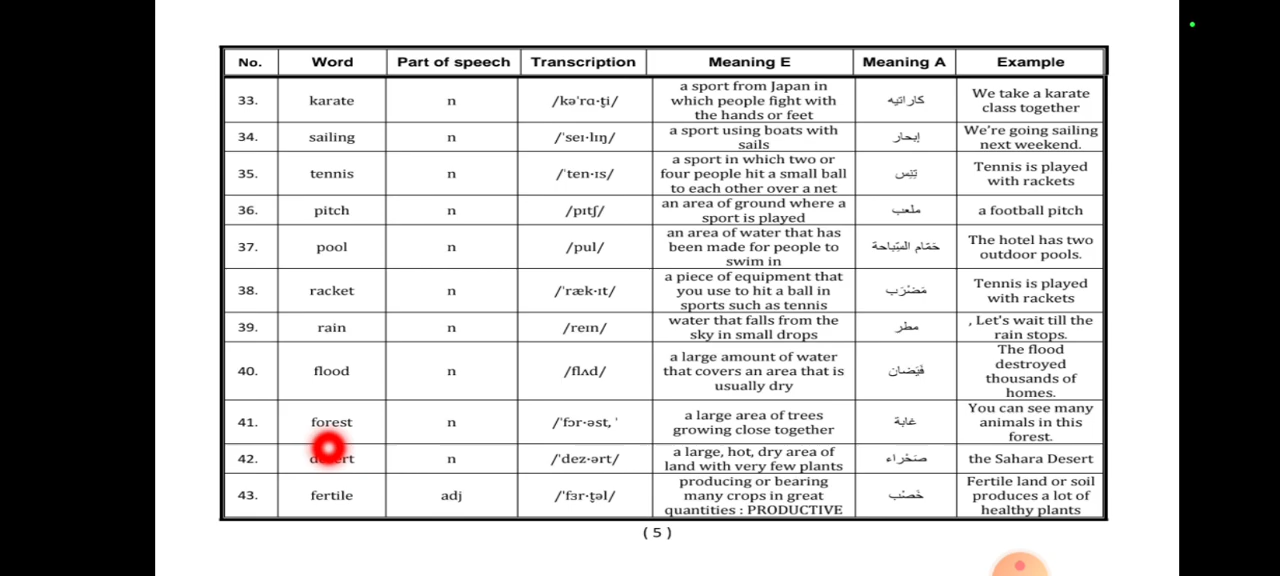 No. Word Part of speech Transcription Meaning E Meaning A Example
33. karate n /kəˈrɑ·t̬i/ a sport from Japan in which people fight with the hands or feet كاراتيه We take a karate class together
34. sailing n /ˈseɪ·lɪŋ/ a sport using boats with sails إبحار We're going sailing next weekend.
35. tennis n /ˈten·ɪs/ a sport in which two or four people hit a small ball to each other over a net تِنِس Tennis is played with rackets
36. pitch n /pɪtʃ/ an area of ground where a sport is played ملعب a football pitch
37. pool n /pul/ an area of water that has been made for people to swim in حَمّام السِّباحة The hotel has two outdoor pools.
38. racket n /ˈræk·ɪt/ a piece of equipment that you use to hit a ball in sports such as tennis مَضْرَب Tennis is played with rackets
39. rain n /reɪn/ water that falls from the sky in small drops مطر , Let's wait till the rain stops.
40. flood n /flʌd/ a large amount of water that covers an area that is usually dry فَيَضان The flood destroyed thousands of homes.
41. forest n /ˈfɔr·əst, ˈ a large area of trees growing close together غابة You can see many animals in this forest.
42. desert n /ˈdez·ərt/ a large, hot, dry area of land with very few plants صَحْراء the Sahara Desert
43. fertile adj /ˈfɜr·t̬əl/ producing or bearing many crops in great quantities : PRODUCTIVE خَصْب Fertile land or soil produces a lot of healthy plants
( 5 )